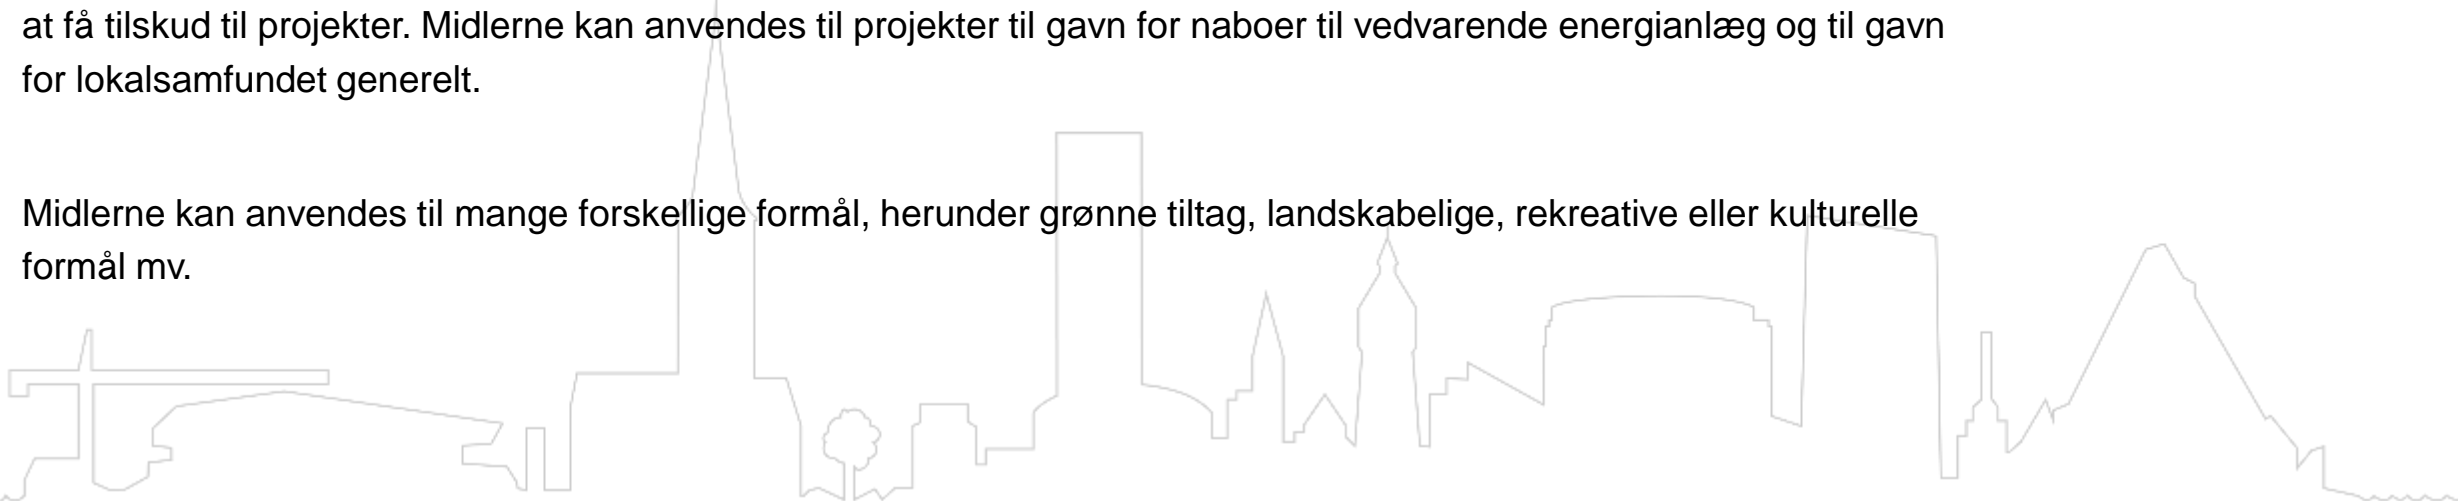 at få tilskud til projekter. Midlerne kan anvendes til projekter til gavn for naboer til vedvarende energianlæg og til gavn
for lokalsamfundet generelt.
Midlerne kan anvendes til mange forskellige formål, herunder grønne tiltag, landskabelige, rekreative eller kulturelle
formål mv.